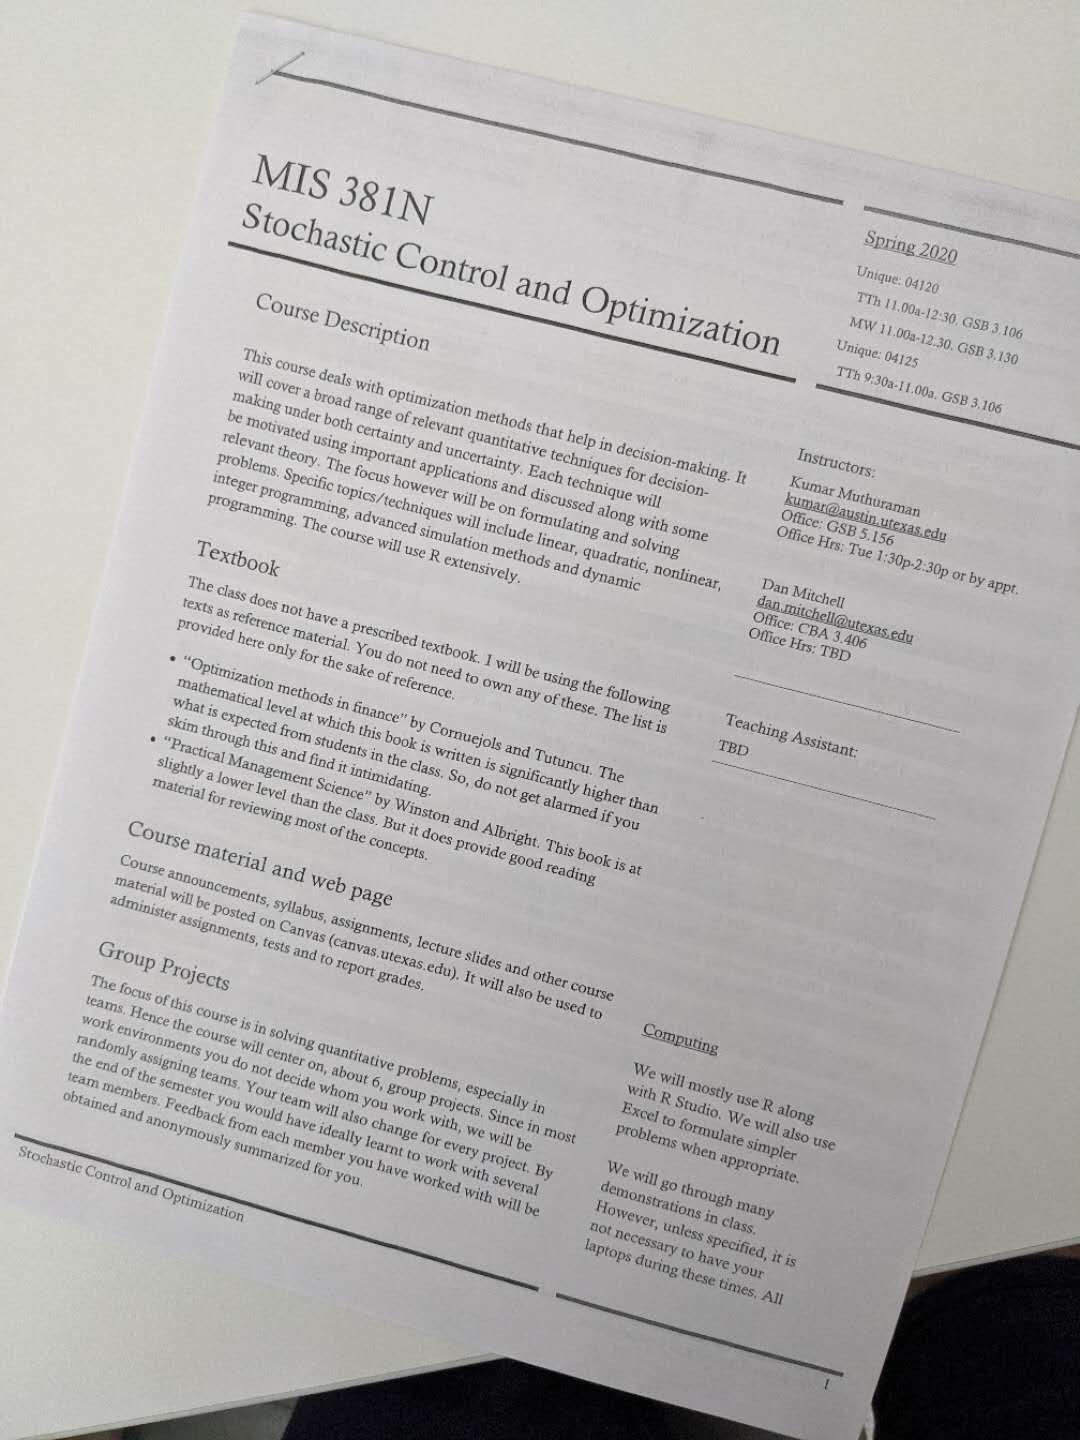 MIS 381N
Stochastic Control and Optimization
Spring 2020
Unique: 04120
TTh 11.00a-12:30. GSB 3.106
MW 11.00a-12.30. GSB 3.130
Unique: 04125
TTh 9:30a-11.00a. GSB 3.106
Course Description
This course deals with optimization methods that help in decision-making. It
will cover a broad range of relevant quantitative techniques for decision-
making under both certainty and uncertainty. Each technique will
be motivated using important applications and discussed along with some
relevant theory. The focus however will be on formulating and solving
problems. Specific topics/techniques will include linear, quadratic, nonlinear,
integer programming, advanced simulation methods and dynamic
programming. The course will use R extensively.
Textbook
The class does not have a prescribed textbook. I will be using the following
texts as reference material. You do not need to own any of these. The list is
provided here only for the sake of reference.
• “Optimization methods in finance” by Cornuejols and Tutuncu. The
mathematical level at which this book is written is significantly higher than
what is expected from students in the class. So, do not get alarmed if you
skim through this and find it intimidating.
• “Practical Management Science” by Winston and Albright. This book is at
slightly a lower level than the class. But it does provide good reading
material for reviewing most of the concepts.
Course material and web page
Course announcements, syllabus, assignments, lecture slides and other course
material will be posted on Canvas (canvas.utexas.edu). It will also be used to
administer assignments, tests and to report grades.
Group Projects
The focus of this course is in solving quantitative problems, especially in
teams. Hence the course will center on, about 6, group projects. Since in most
work environments you do not decide whom you work with, we will be
randomly assigning teams. Your team will also change for every project. By
the end of the semester you would have ideally learnt to work with several
team members. Feedback from each member you have worked with will be
obtained and anonymously summarized for you.
Instructors:
Kumar Muthuraman
kumar@austin.utexas.edu
Office: GSB 5.156
Office Hrs: Tue 1:30p-2:30p or by appt.
Dan Mitchell
dan.mitchell@utexas.edu
Office: CBA 3.406
Office Hrs: TBD
Teaching Assistant:
TBD
Computing
We will mostly use R along
with R Studio. We will also use
Excel to formulate simpler
problems when appropriate.
We will go through many
demonstrations in class.
However, unless specified, it is
not necessary to have your
laptops during these times. All
Stochastic Control and Optimization
1